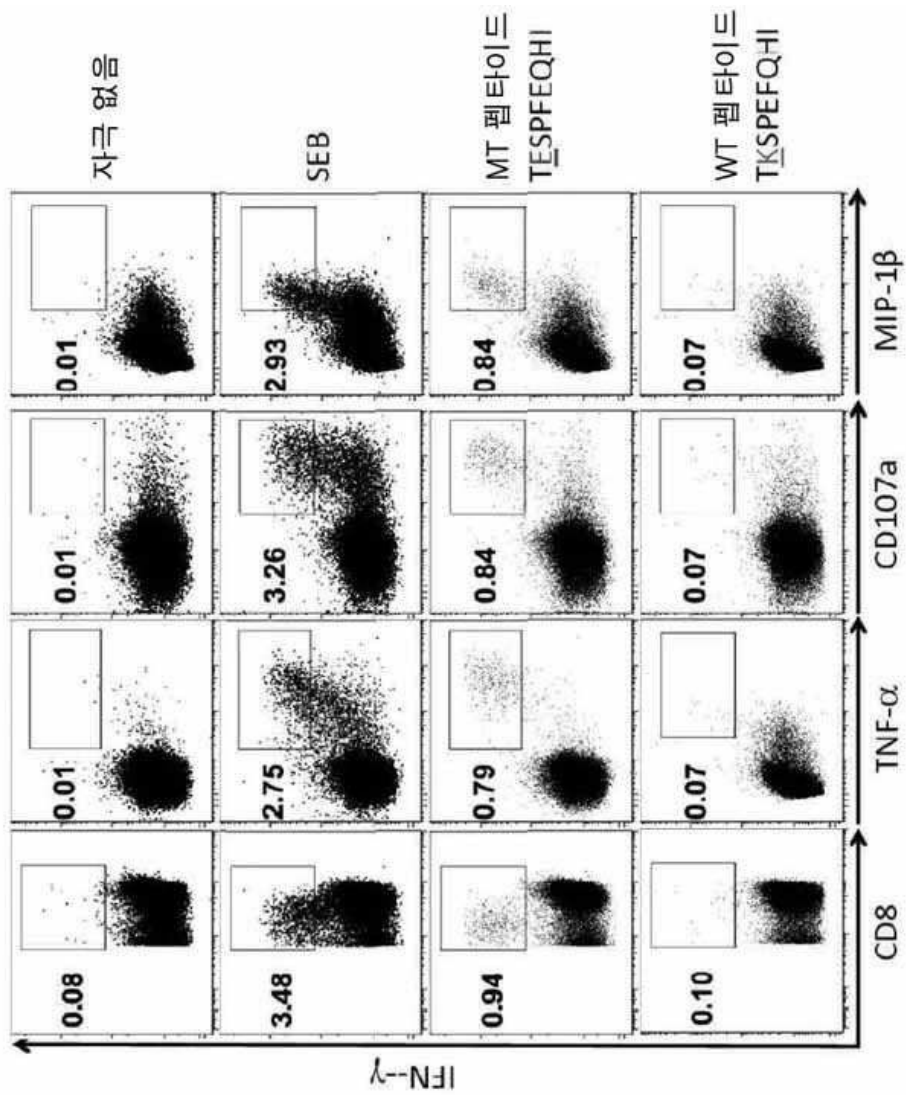 0.08 0.01 0.01 0.01 자극 없음
3.48 2.75 3.26 2.93 SEB
0.94 0.79 0.84 0.84 MT 펩타이드
TESPFEQHI
0.10 0.07 0.07 0.07 WT 펩타이드
TKSPEFQHI
IFN--γ
CD8 TNF-α CD107a MIP-1β